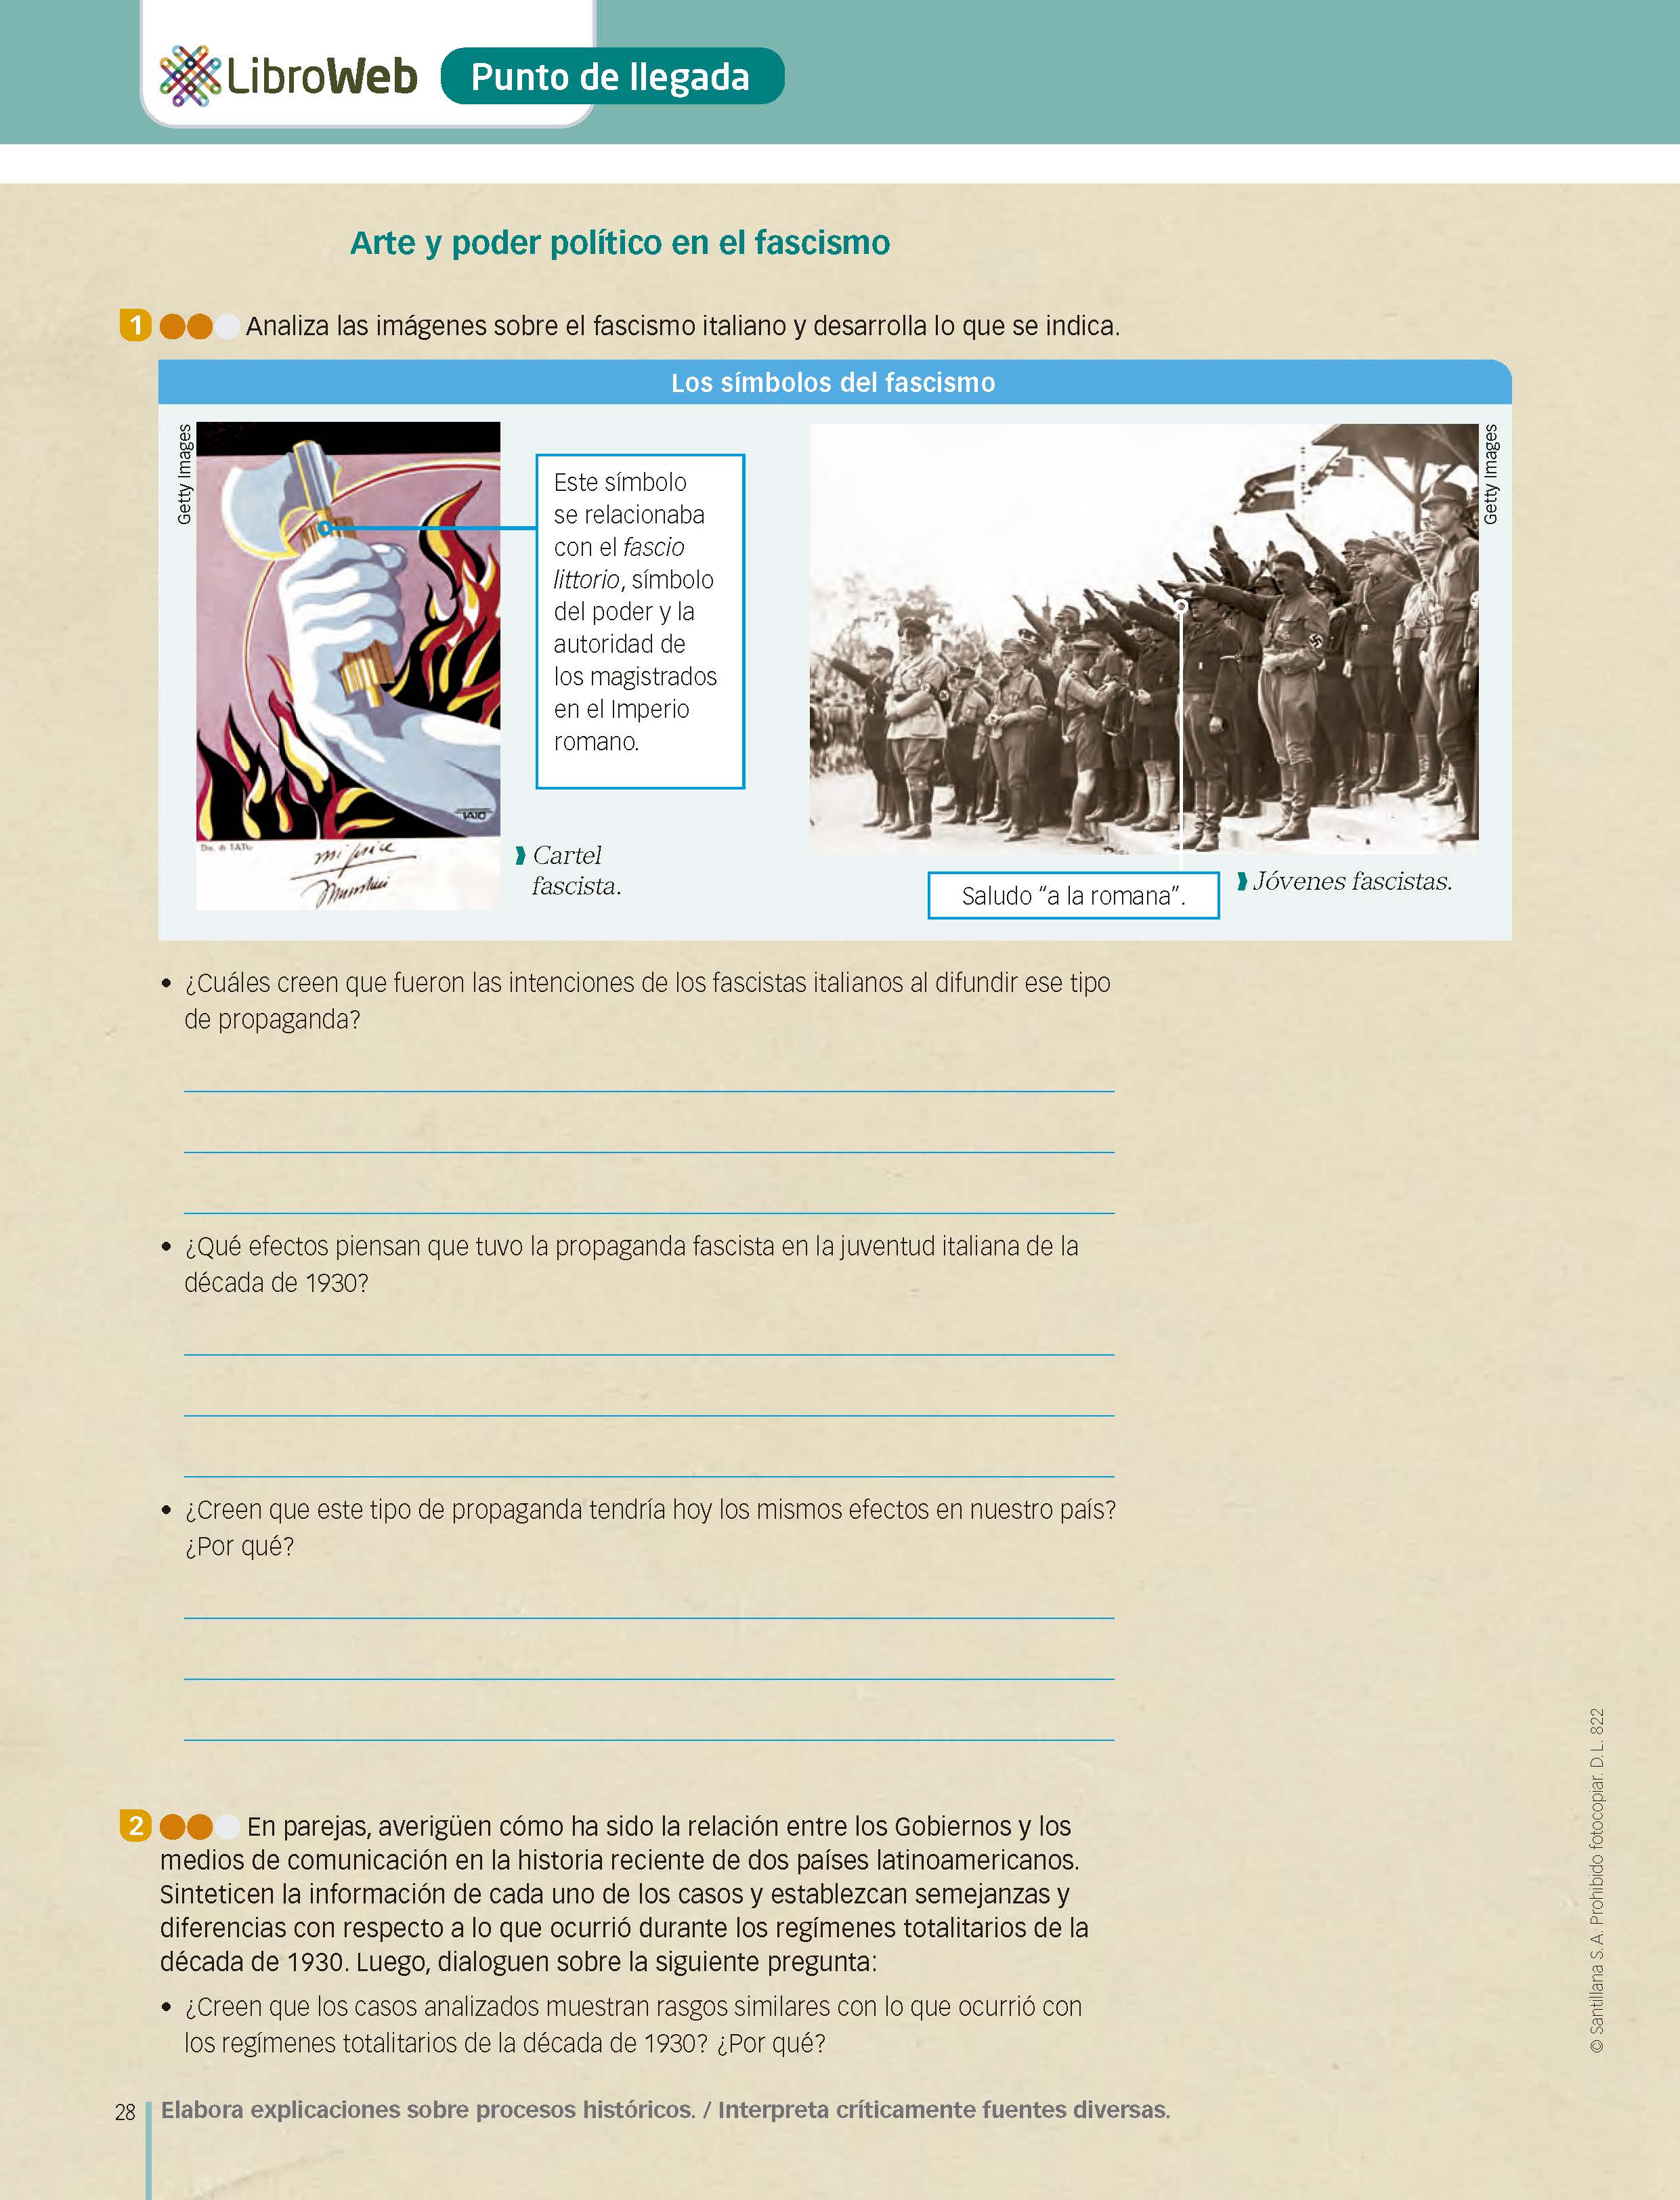 LibroWeb
Punto de llegada
Arte y poder político en el fascismo
1 Analiza las imágenes sobre el fascismo italiano y desarrolla lo que se indica.
Los símbolos del fascismo
Getty Images
Este símbolo
se relacionaba
con el fascio
littorio, símbolo
del poder y la
autoridad de
los magistrados
en el Imperio
romano.
TATO
Dis. di TATO
mi piace
Mussolini
Cartel
fascista.
Getty Images
Saludo “a la romana”.
Jóvenes fascistas.
• ¿Cuáles creen que fueron las intenciones de los fascistas italianos al difundir ese tipo
de propaganda?
• ¿Qué efectos piensan que tuvo la propaganda fascista en la juventud italiana de la
década de 1930?
• ¿Creen que este tipo de propaganda tendría hoy los mismos efectos en nuestro país?
¿Por qué?
2 En parejas, averigüen cómo ha sido la relación entre los Gobiernos y los
medios de comunicación en la historia reciente de dos países latinoamericanos.
Sinteticen la información de cada uno de los casos y establezcan semejanzas y
diferencias con respecto a lo que ocurrió durante los regímenes totalitarios de la
década de 1930. Luego, dialoguen sobre la siguiente pregunta:
• ¿Creen que los casos analizados muestran rasgos similares con lo que ocurrió con
los regímenes totalitarios de la década de 1930? ¿Por qué?
© Santillana S.A. Prohibido fotocopiar. D.L. 822
28
Elabora explicaciones sobre procesos históricos. / Interpreta críticamente fuentes diversas.